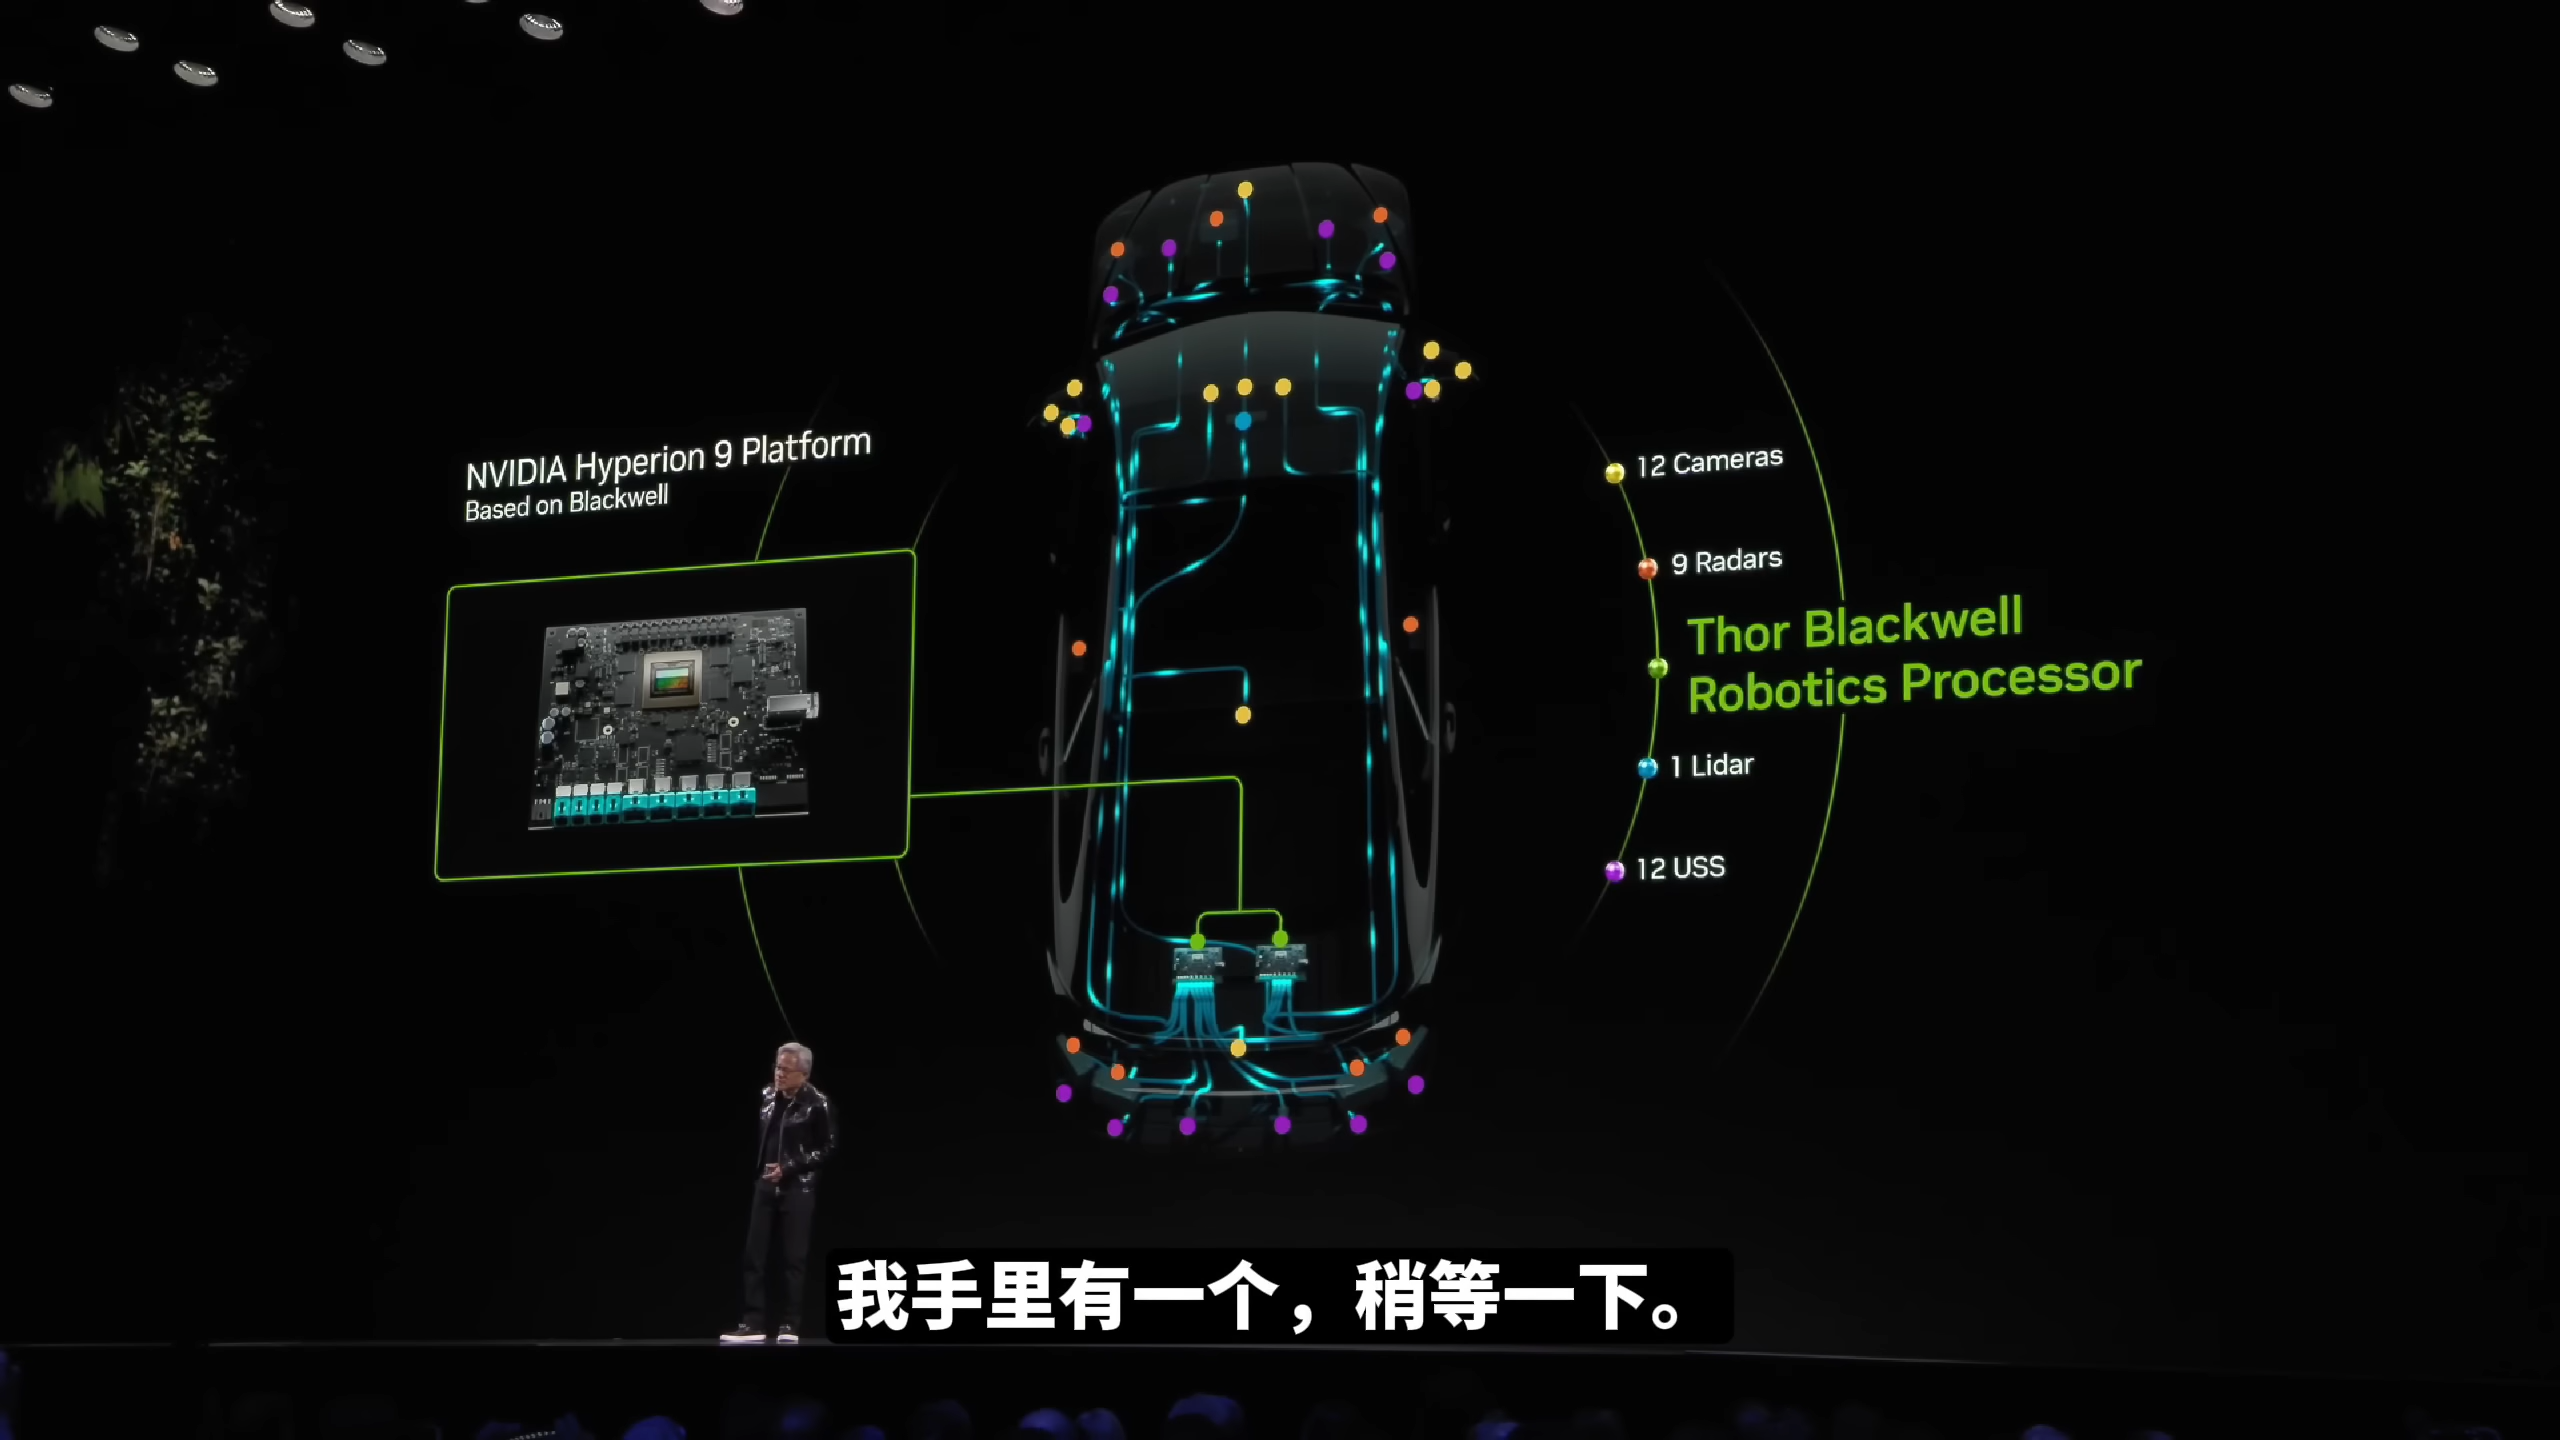 NVIDIA Hyperion 9 Platform
Based on Blackwell
12 Cameras
9 Radars
Thor Blackwell
Robotics Processor
1 Lidar
12 USS
我手里有一个，稍等一下。